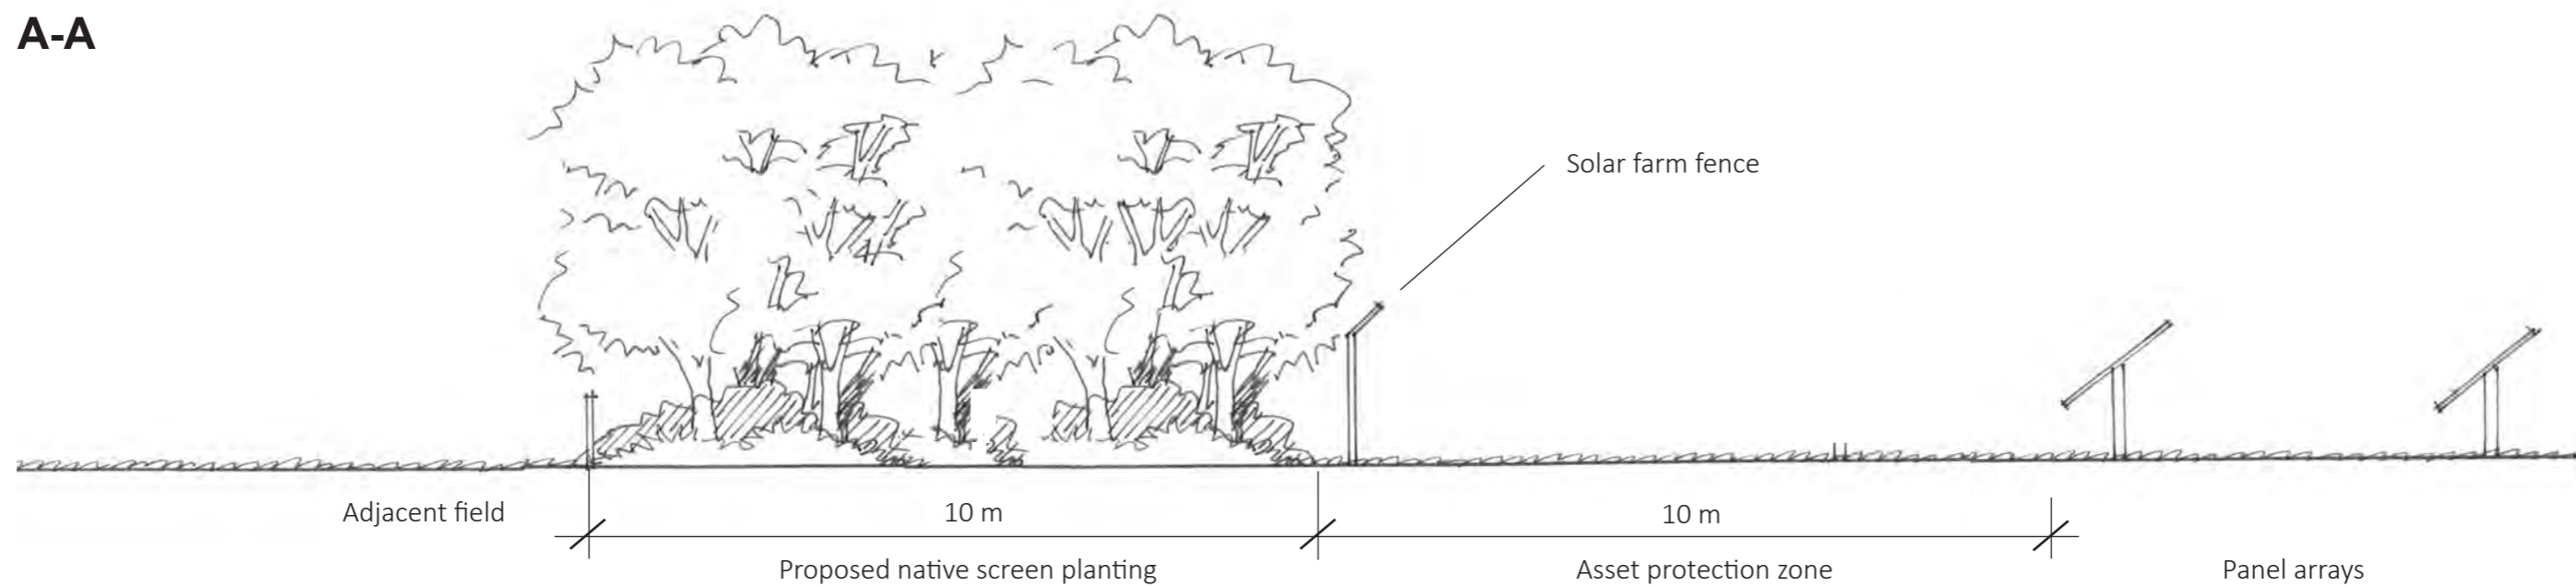 A-A
Solar farm fence
Adjacent field
10 m
10 m
Proposed native screen planting
Asset protection zone
Panel arrays